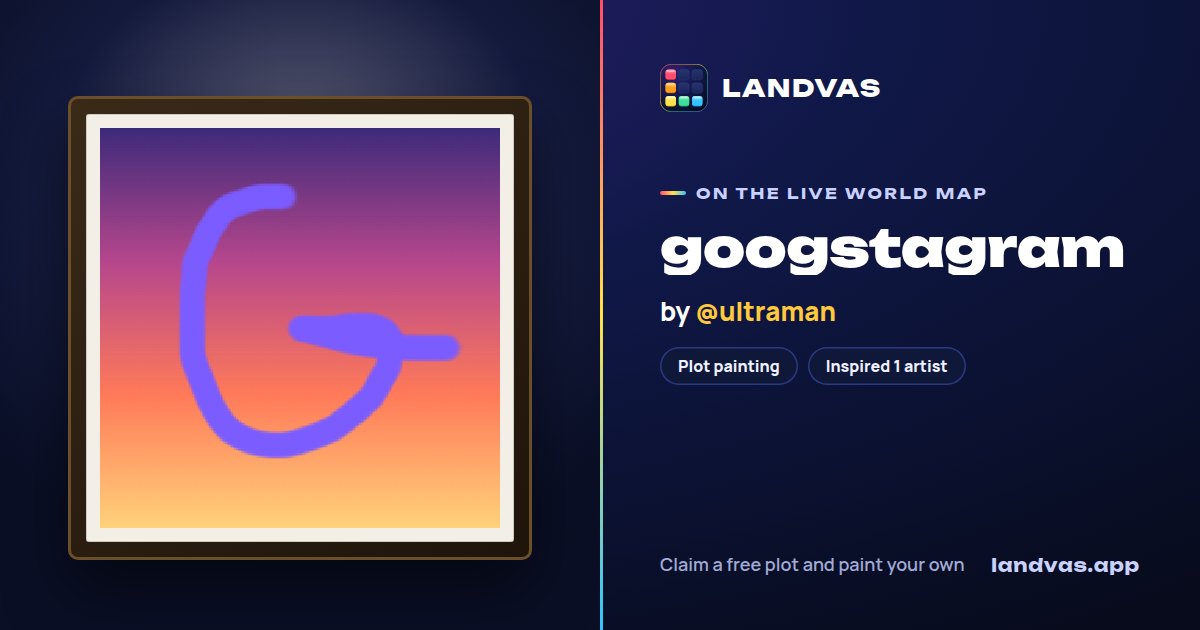 G
LANDVAS
ON THE LIVE WORLD MAP
googstagram
by @ultraman
Plot painting
Inspired 1 artist
Claim a free plot and paint your own
landvas.app